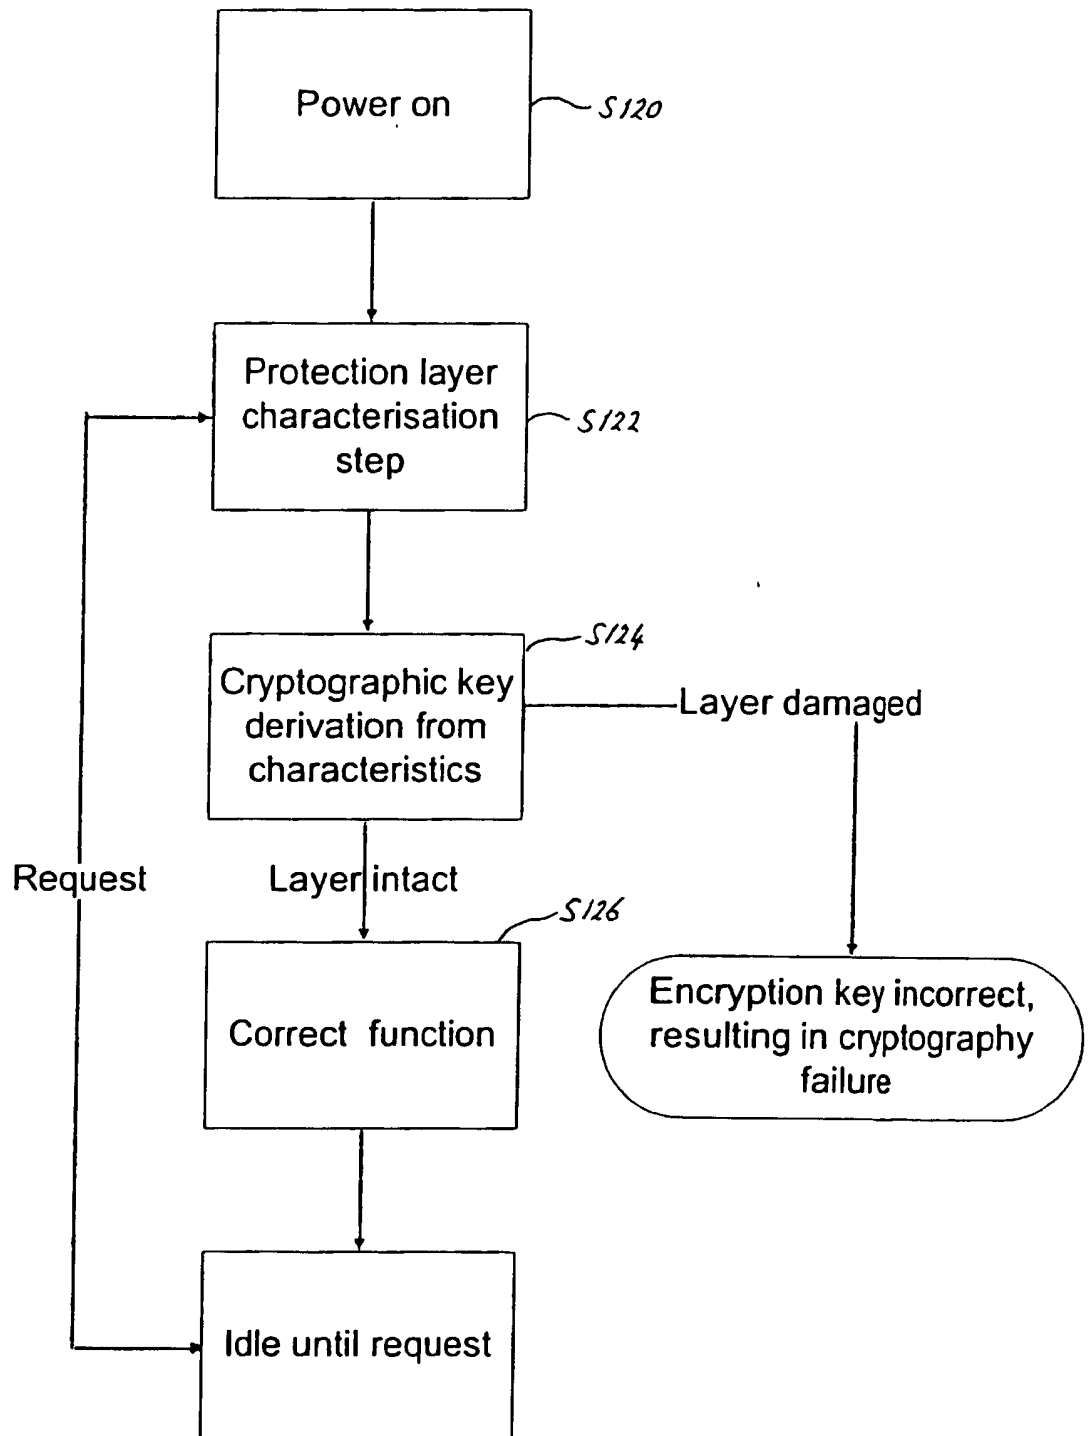 Power on
S120
Protection layer
characterisation
step
S122
S124
Cryptographic key
derivation from
characteristics
Layer damaged
Request
Layer intact
S126
Correct function
Encryption key incorrect,
resulting in cryptography
failure
Idle until request